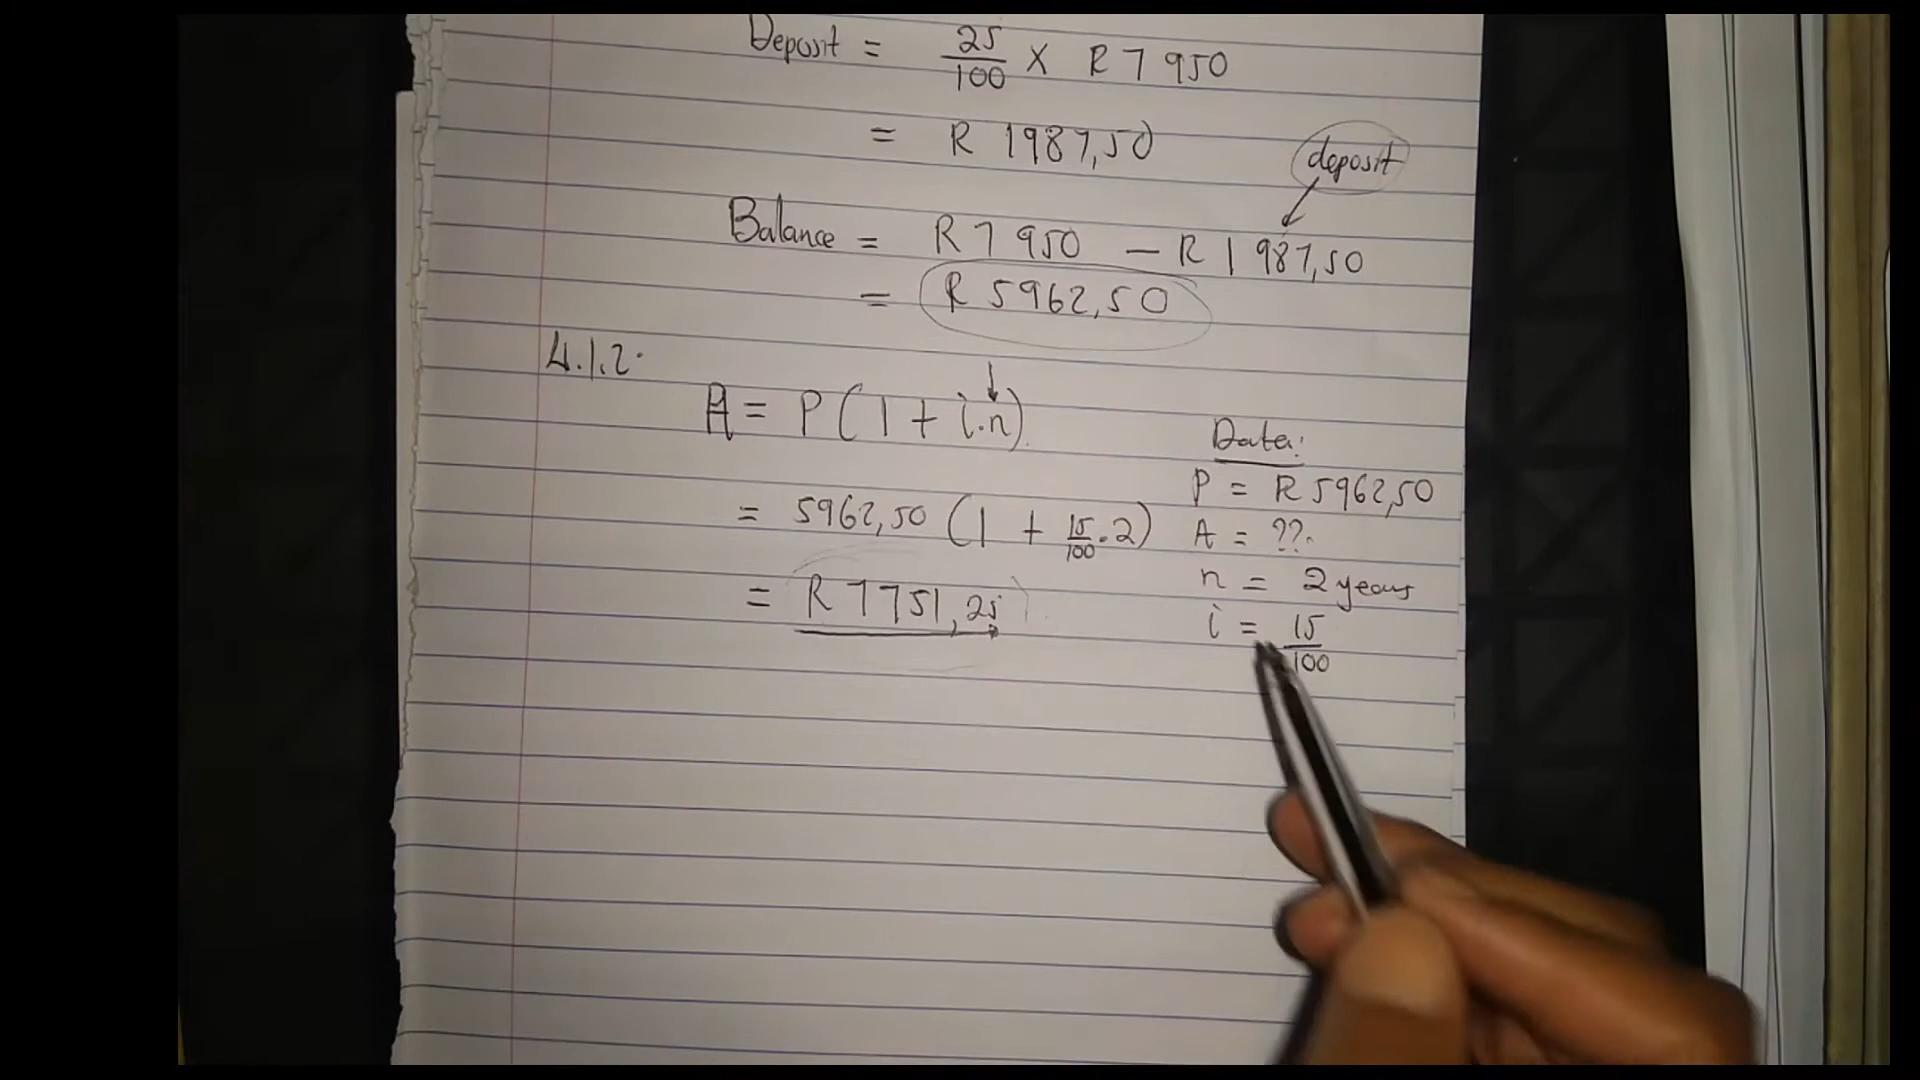 Deposit = 25/100 X R 7 950
= R 1987,50
deposit
Balance = R 7 950 – R 1 987,50
= R 5962,50
4.1.2.
A = P(1 + i.n)
Data:
P = R 5962,50
= 5962,50 (1 + 15/100 . 2)
A = ??.
n = 2 years
= R 7751,25
i = 15/100